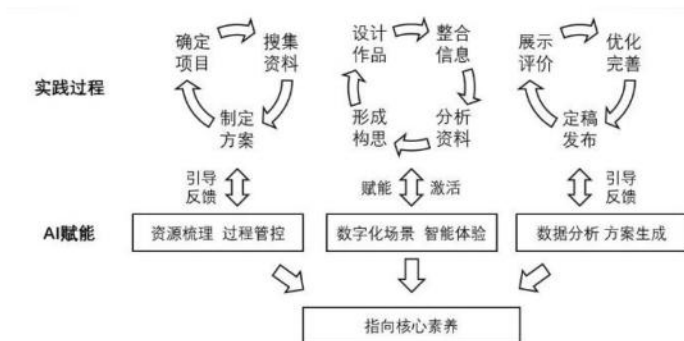 确定
项目
搜集
资料
制定
方案
设计
作品
整合
信息
形成
构思
分析
资料
展示
评价
优化
完善
定稿
发布
实践过程
引导
反馈
赋能
激活
引导
反馈
AI赋能
资源梳理 过程管控
数字化场景 智能体验
数据分析 方案生成
指向核心素养